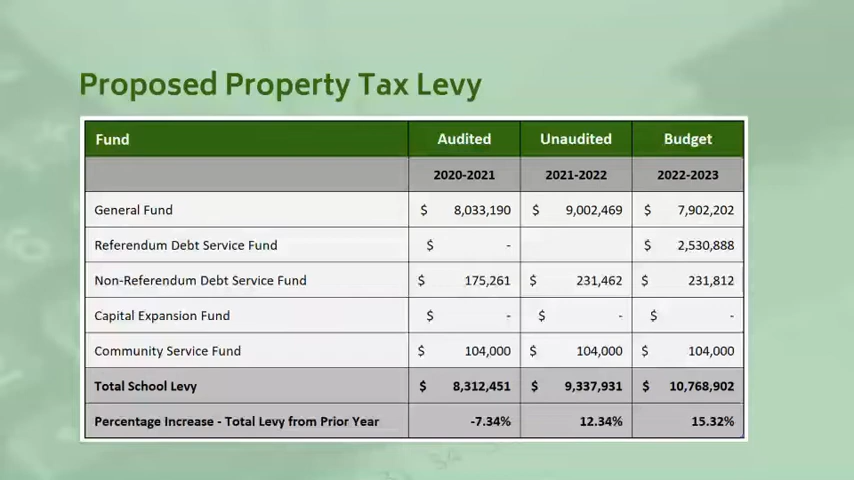 Proposed Property Tax Levy
Fund Audited Unaudited Budget
2020-2021 2021-2022 2022-2023
General Fund $ 8,033,190 $ 9,002,469 $ 7,902,202
Referendum Debt Service Fund $ - $ 2,530,888
Non-Referendum Debt Service Fund $ 175,261 $ 231,462 $ 231,812
Capital Expansion Fund $ - $ - $ -
Community Service Fund $ 104,000 $ 104,000 $ 104,000
Total School Levy $ 8,312,451 $ 9,337,931 $ 10,768,902
Percentage Increase - Total Levy from Prior Year -7.34% 12.34% 15.32%